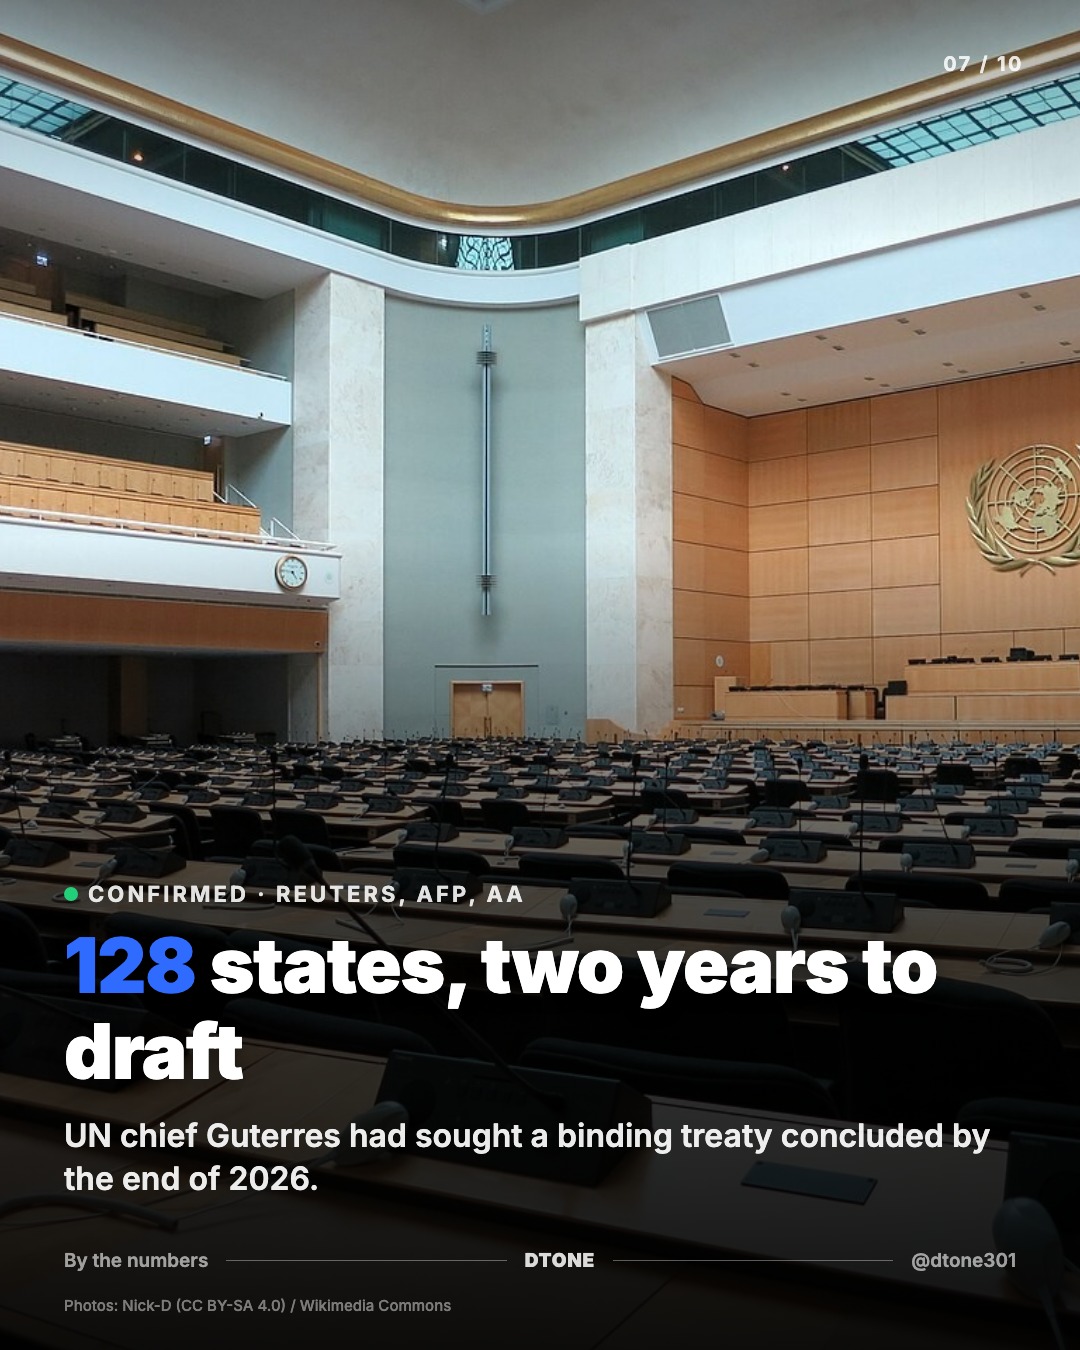 07 / 10
CONFIRMED · REUTERS, AFP, AA
128 states, two years to
draft
UN chief Guterres had sought a binding treaty concluded by
the end of 2026.
By the numbers DTONE @dtone301
Photos: Nick-D (CC BY-SA 4.0) / Wikimedia Commons